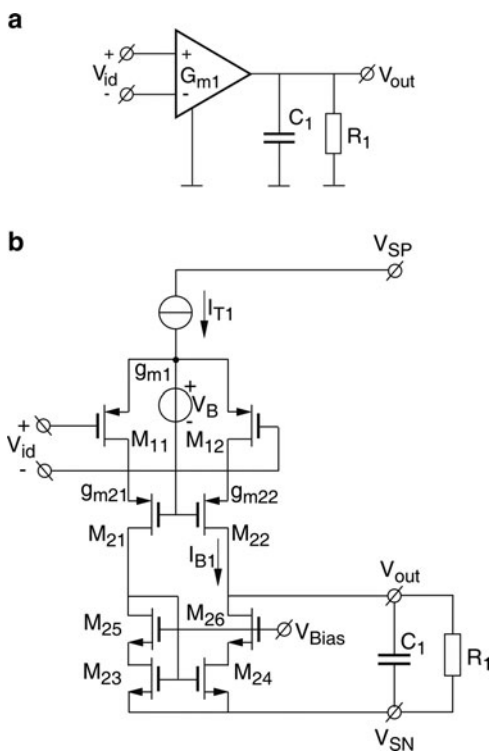 a
+
V_id
-
+
G_m1
-
C_1
R_1
V_out
b
V_SP
I_T1
g_m1
+
V_B
-
+
V_id
-
M_11
M_12
g_m21
g_m22
M_21
M_22
I_B1
V_out
M_25
M_26
V_Bias
C_1
R_1
M_23
M_24
V_SN